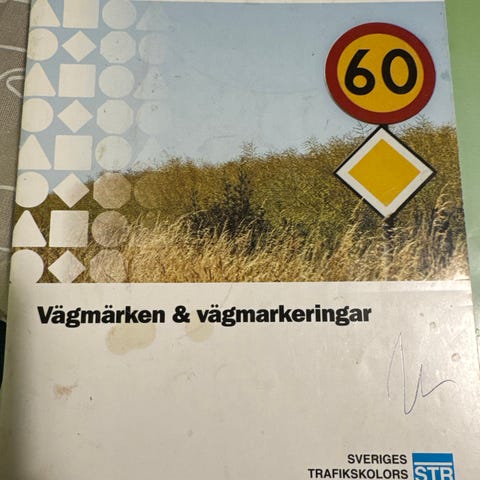 60
Vägmärken & vägmarkeringar
SVERIGES
TRAFIKSKOLORS
STR